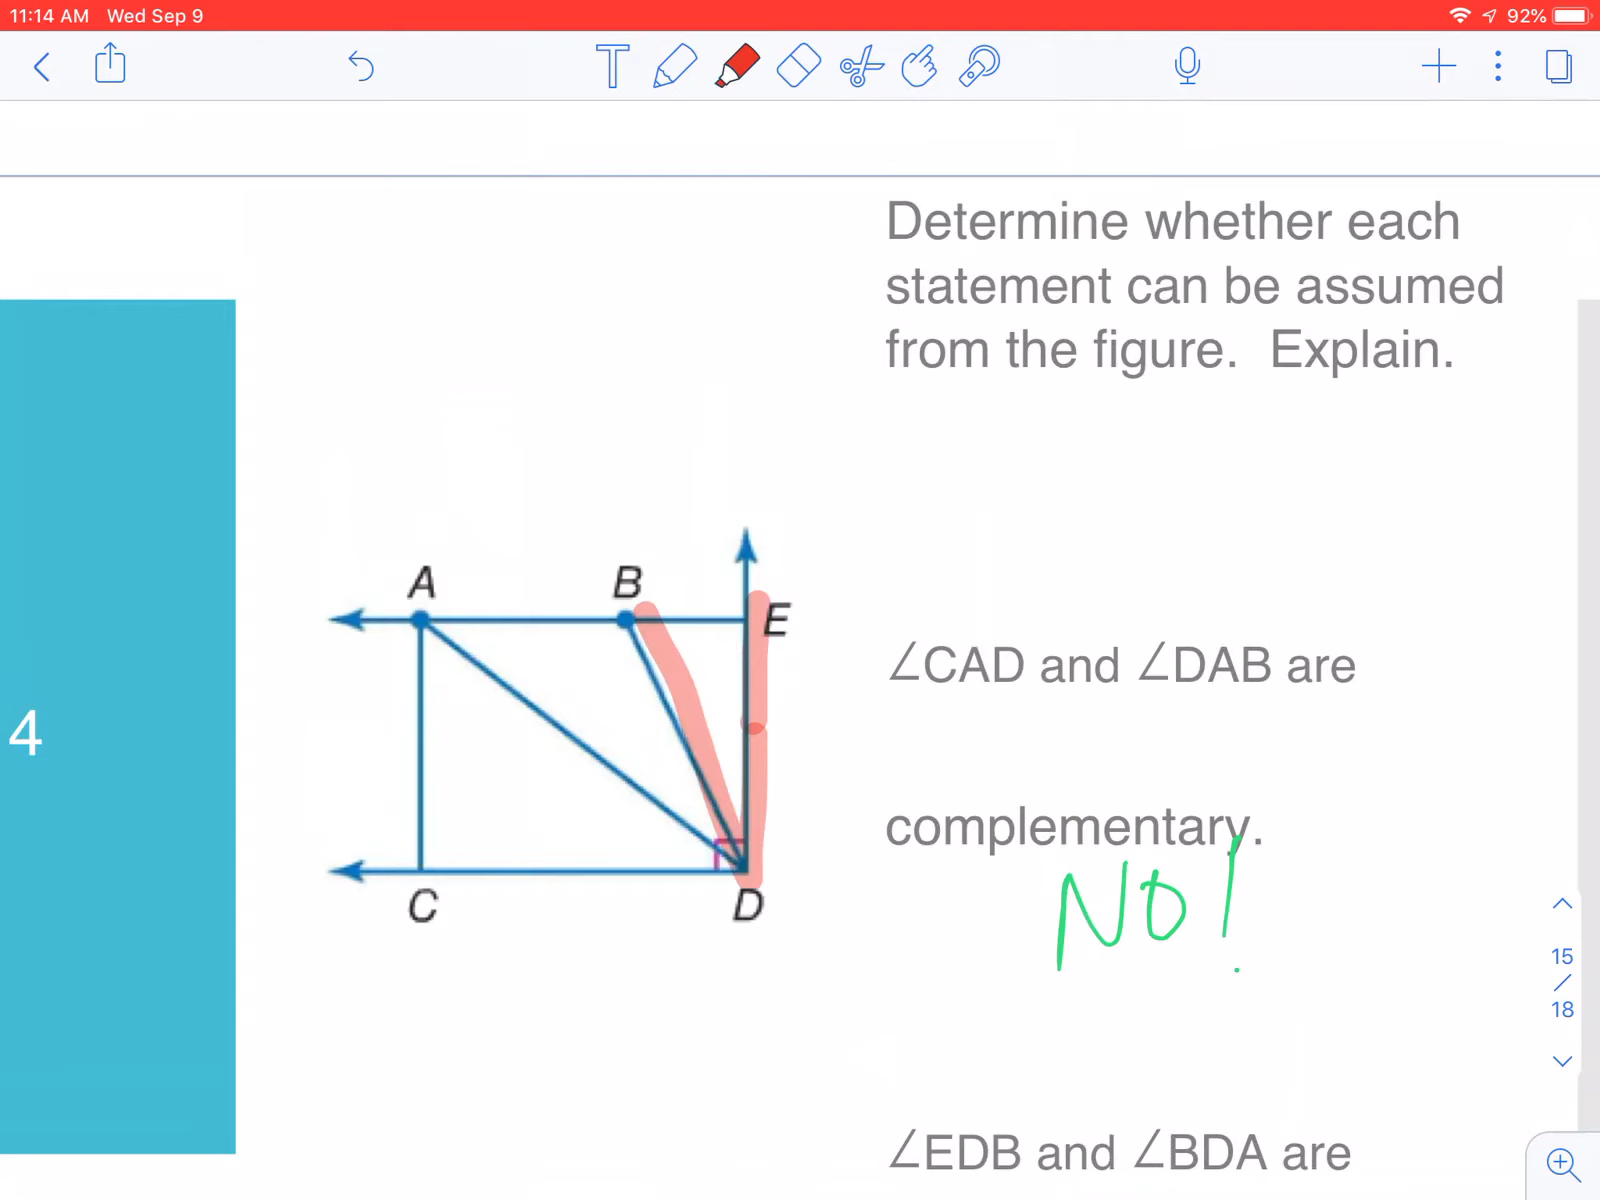 11:14 AM Wed Sep 9
92%
T
Determine whether each
statement can be assumed
from the figure. Explain.
A
B
E
∠CAD and ∠DAB are
4
complementary.
NO!
C
D
15
/
18
∠EDB and ∠BDA are